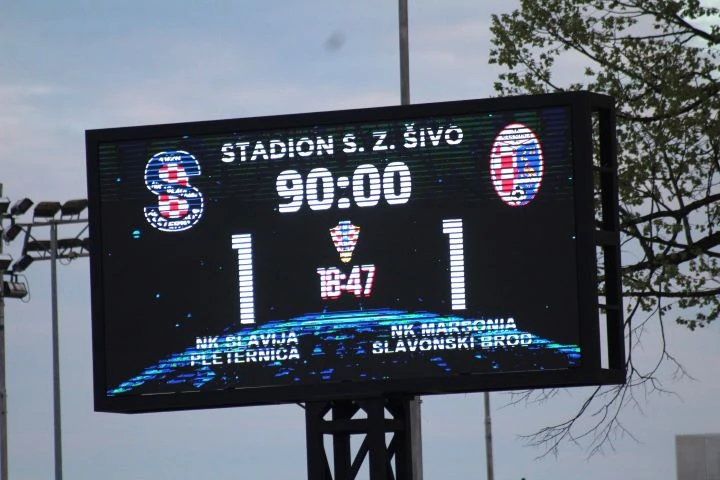 STADION S. Z. ŠIVO
90:00
1 1
18:47
NK SLAVIJA
PLETERNICA
NK MARSONIA
SLAVONSKI BROD